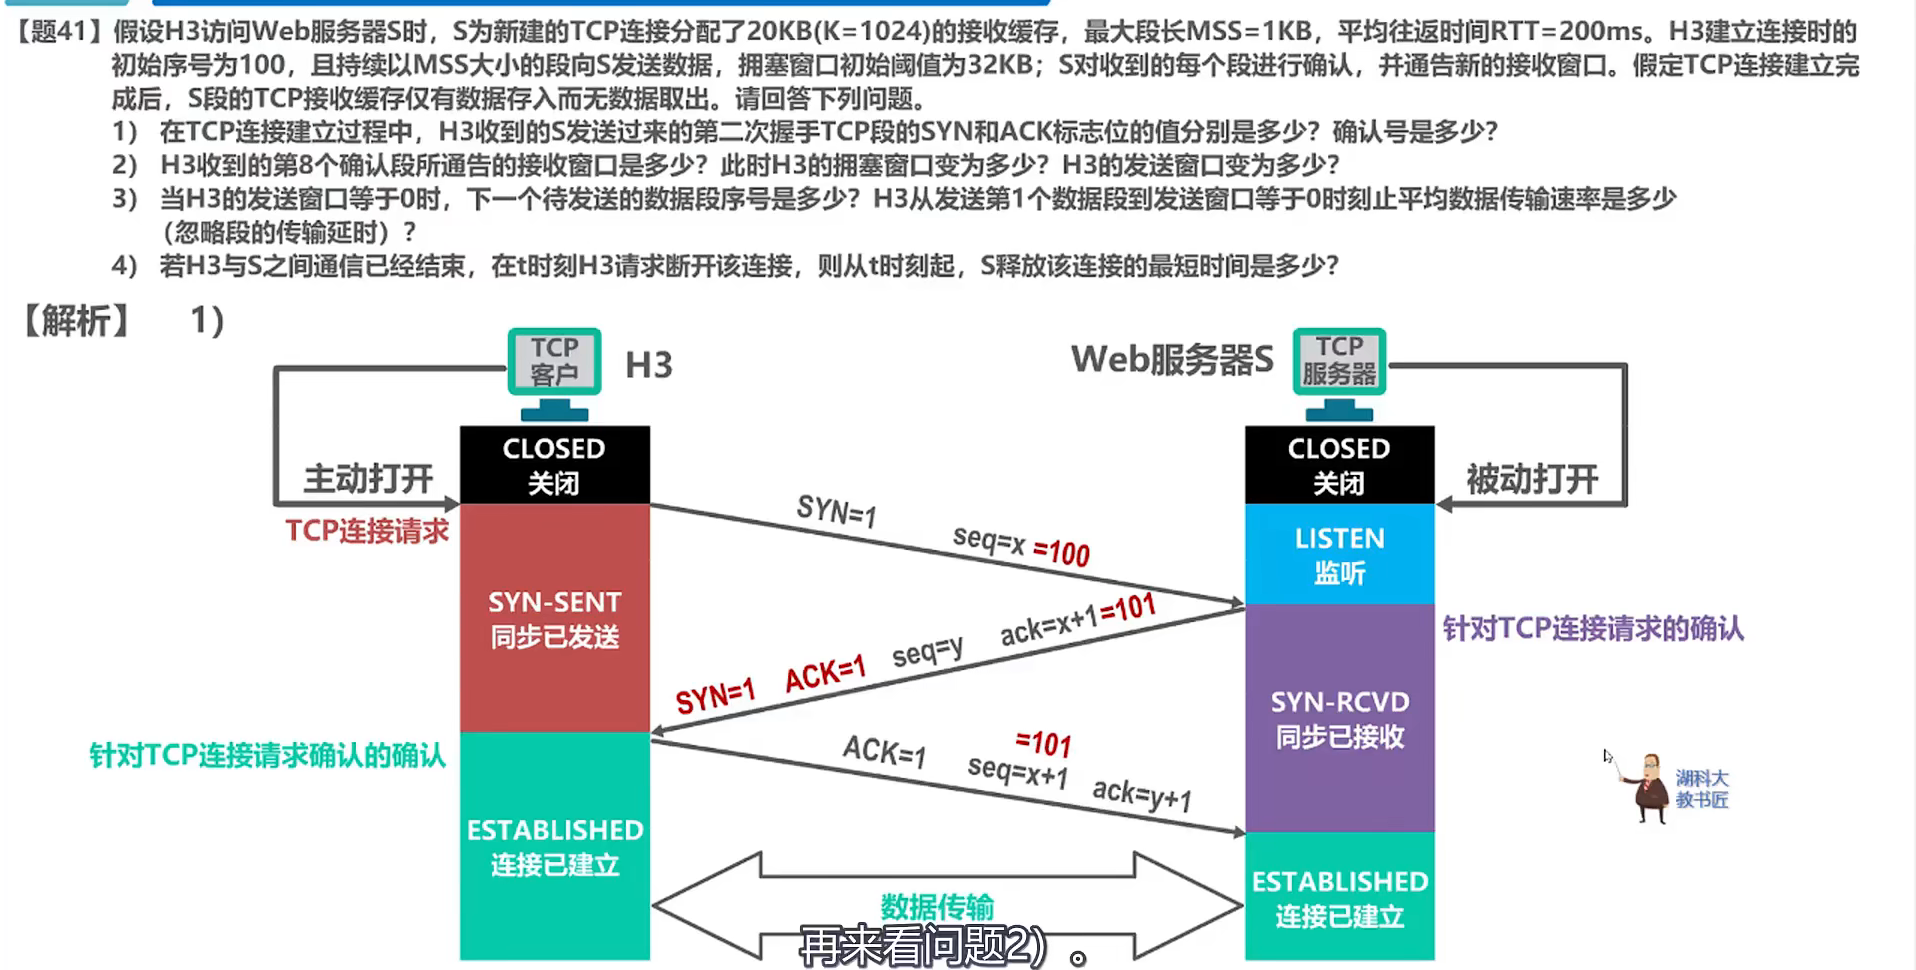 【题41】假设H3访问Web服务器S时，S为新建的TCP连接分配了20KB(K=1024)的接收缓存，最大段长MSS=1KB，平均往返时间RTT=200ms。H3建立连接时的
初始序号为100，且持续以MSS大小的段向S发送数据，拥塞窗口初始阈值为32KB；S对收到的每个段进行确认，并通告新的接收窗口。假定TCP连接建立完
成后，S段的TCP接收缓存仅有数据存入而无数据取出。请回答下列问题。
1） 在TCP连接建立过程中，H3收到的S发送过来的第二次握手TCP段的SYN和ACK标志位的值分别是多少？确认号是多少？
2） H3收到的第8个确认段所通告的接收窗口是多少？此时H3的拥塞窗口变为多少？H3的发送窗口变为多少？
3） 当H3的发送窗口等于0时，下一个待发送的数据段序号是多少？H3从发送第1个数据段到发送窗口等于0时刻止平均数据传输速率是多少
（忽略段的传输延时）？
4） 若H3与S之间通信已经结束，在t时刻H3请求断开该连接，则从t时刻起，S释放该连接的最短时间是多少？
【解析】 1）
TCP
客户
H3
Web服务器S
TCP
服务器
CLOSED
关闭
CLOSED
关闭
主动打开
被动打开
TCP连接请求
SYN=1 seq=x =100
LISTEN
监听
SYN-SENT
同步已发送
SYN=1 ACK=1 seq=y ack=x+1=101
针对TCP连接请求的确认
SYN-RCVD
同步已接收
针对TCP连接请求确认的确认
=101
ACK=1 seq=x+1 ack=y+1
湖科大
教书匠
ESTABLISHED
连接已建立
ESTABLISHED
连接已建立
数据传输
再来看问题2）。